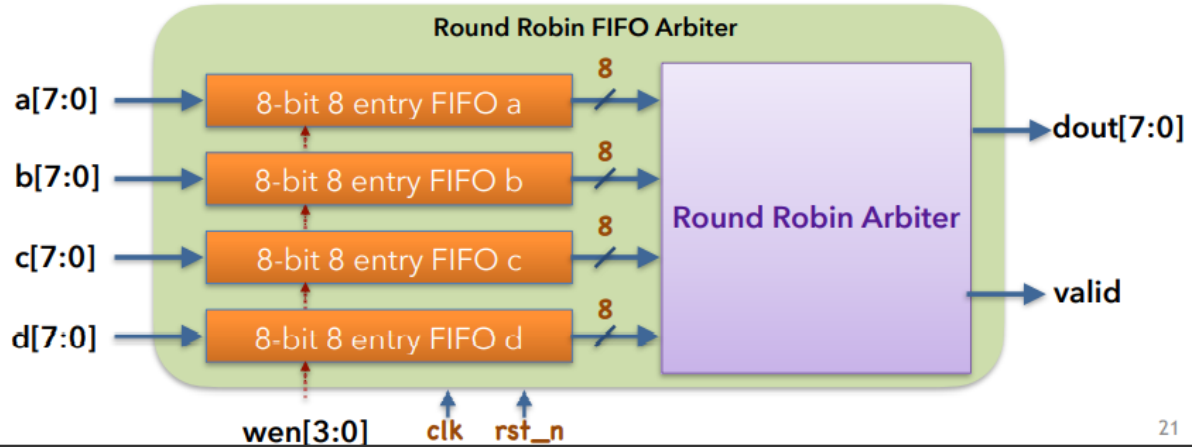 Round Robin FIFO Arbiter
a[7:0]
8-bit 8 entry FIFO a
8
b[7:0]
8-bit 8 entry FIFO b
8
c[7:0]
8-bit 8 entry FIFO c
8
d[7:0]
8-bit 8 entry FIFO d
8
Round Robin Arbiter
dout[7:0]
valid
wen[3:0]
clk
rst_n
21